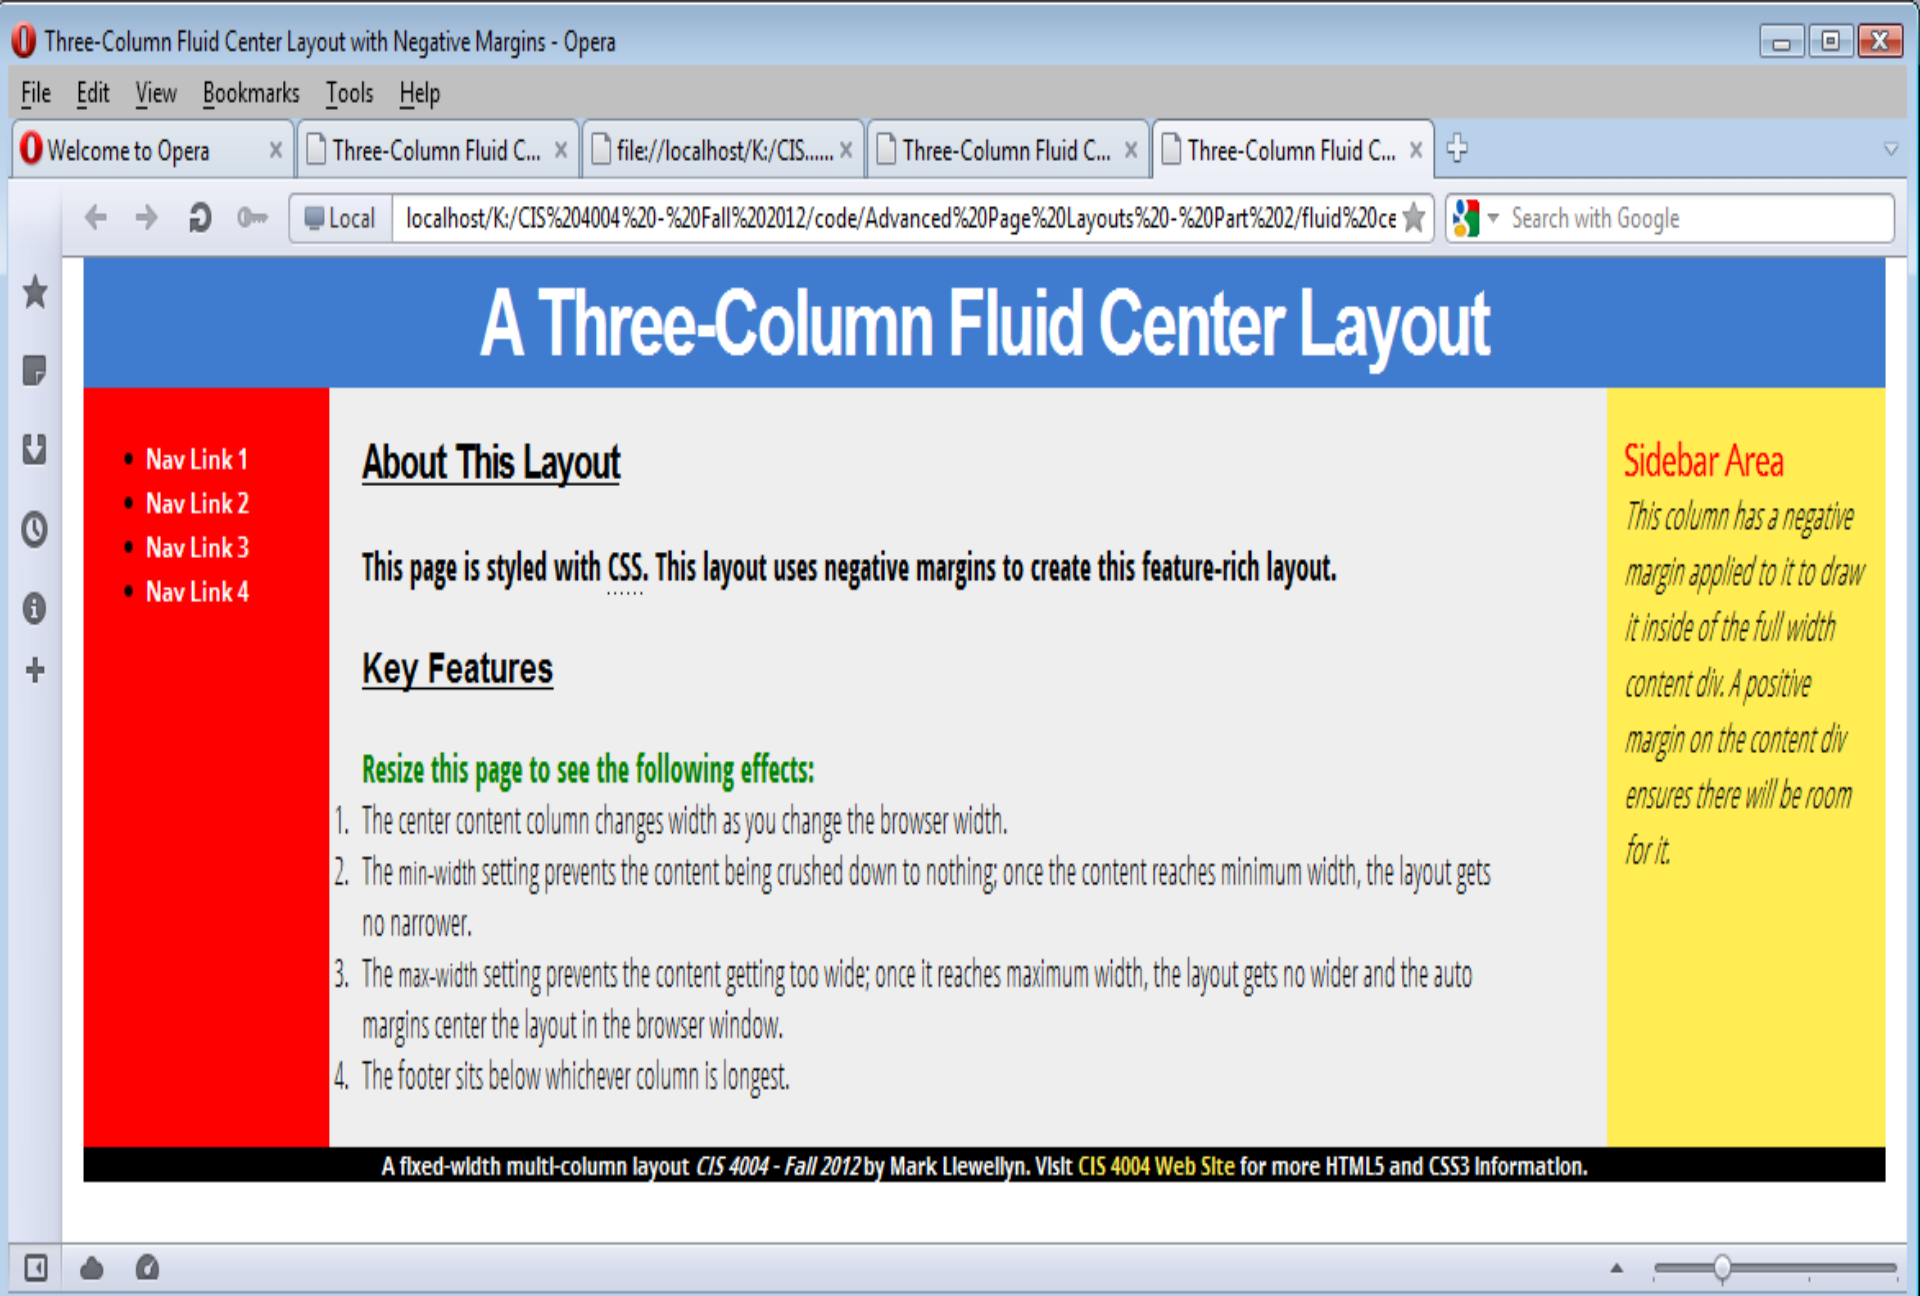 Three-Column Fluid Center Layout with Negative Margins - Opera
File Edit View Bookmarks Tools Help
Welcome to Opera
Three-Column Fluid C...
file://localhost/K:/CIS......
Three-Column Fluid C...
Three-Column Fluid C...
Local
localhost/K:/CIS%204004%20-%20Fall%202012/code/Advanced%20Page%20Layouts%20-%20Part%202/fluid%20ce
Search with Google
A Three-Column Fluid Center Layout
Nav Link 1
Nav Link 2
Nav Link 3
Nav Link 4
About This Layout
This page is styled with CSS. This layout uses negative margins to create this feature-rich layout.
Key Features
Resize this page to see the following effects:
1. The center content column changes width as you change the browser width.
2. The min-width setting prevents the content being crushed down to nothing; once the content reaches minimum width, the layout gets
no narrower.
3. The max-width setting prevents the content getting too wide; once it reaches maximum width, the layout gets no wider and the auto
margins center the layout in the browser window.
4. The footer sits below whichever column is longest.
Sidebar Area
This column has a negative
margin applied to it to draw
it inside of the full width
content div. A positive
margin on the content div
ensures there will be room
for it.
A fixed-width multi-column layout CIS 4004 - Fall 2012 by Mark Llewellyn. Visit CIS 4004 Web Site for more HTML5 and CSS3 information.